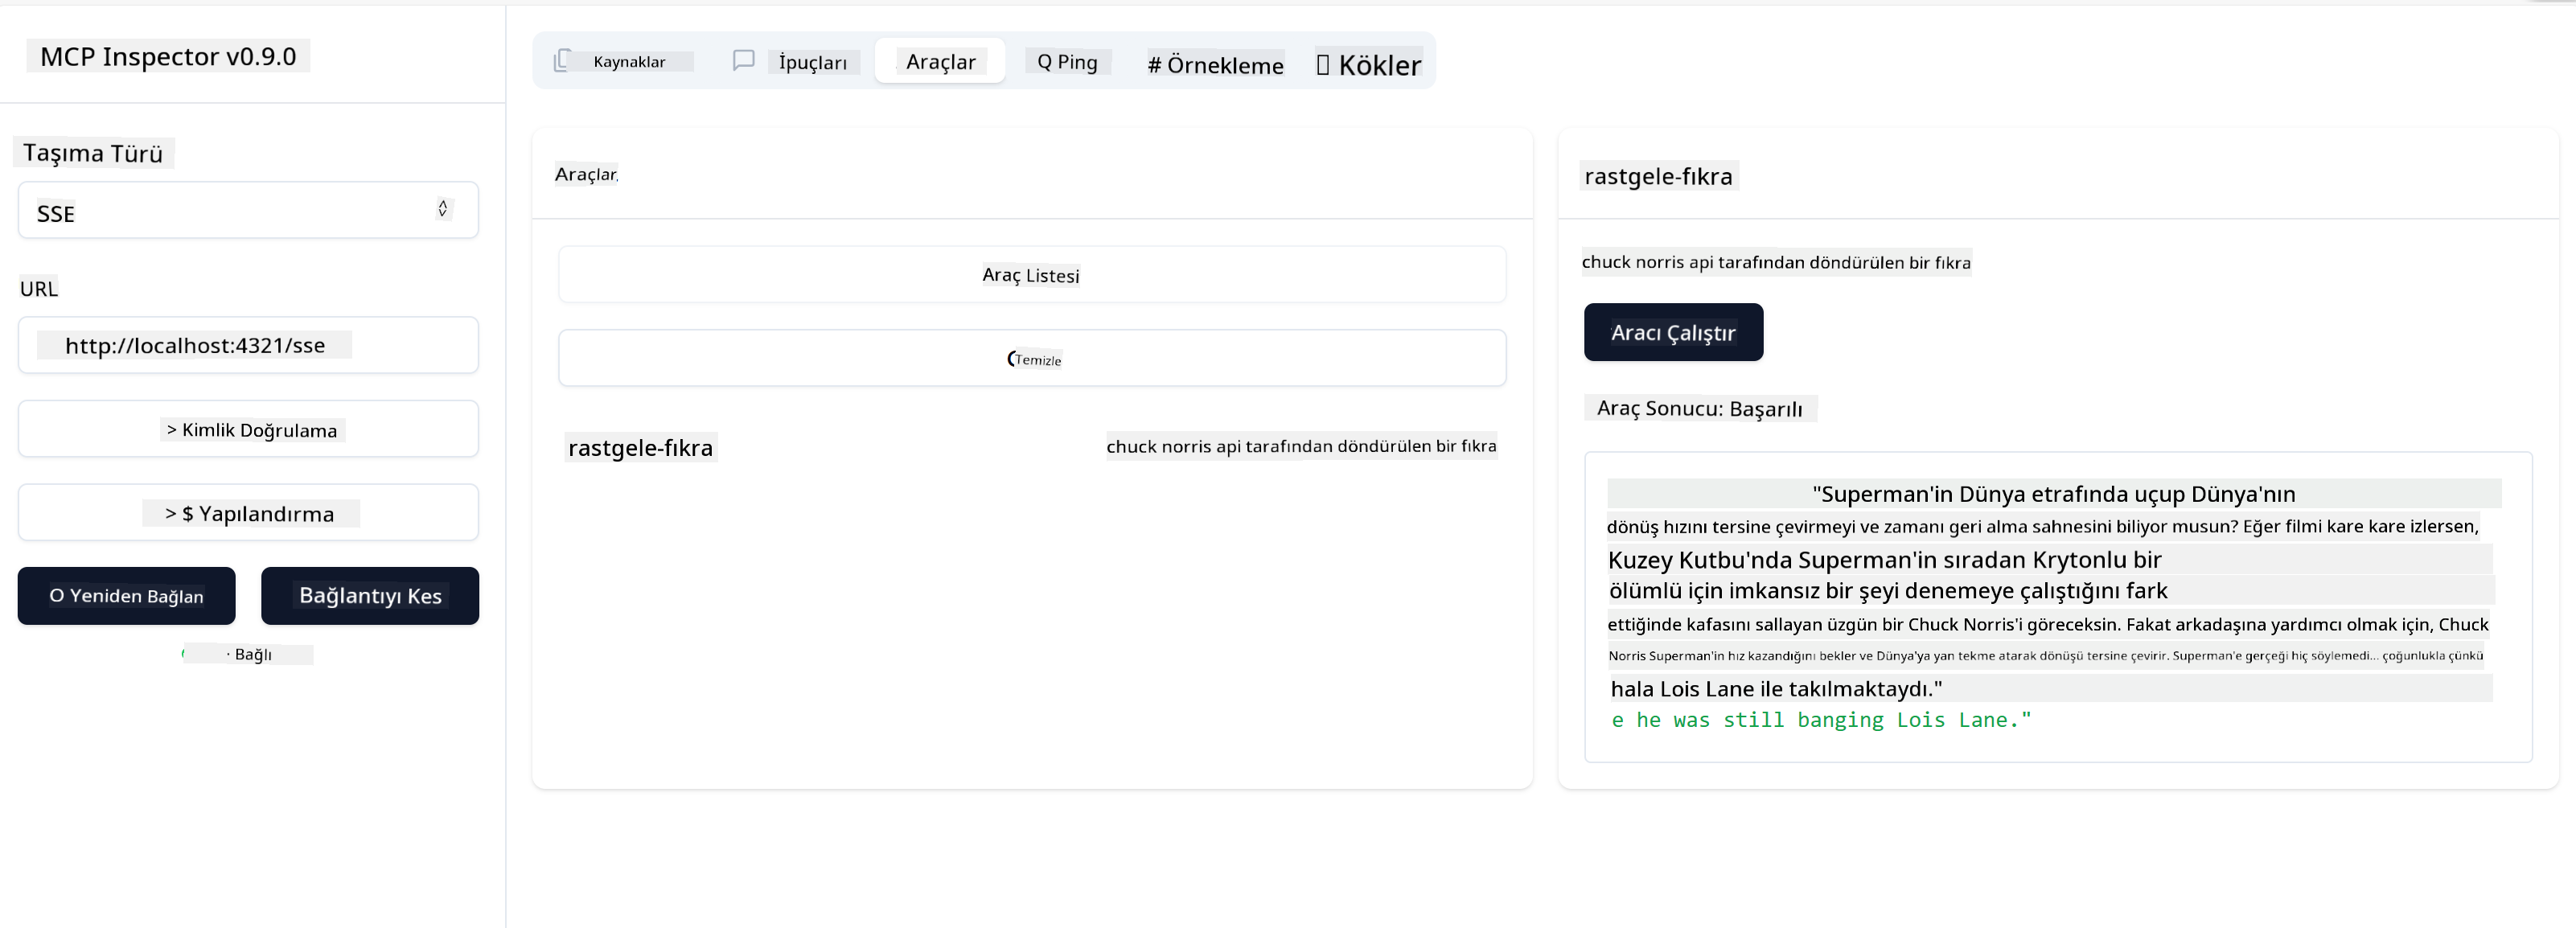 MCP Inspector v0.9.0
Taşıma Türü
SSE
URL
http://localhost:4321/sse
> Kimlik Doğrulama
> $ Yapılandırma
O Yeniden Bağlan
Bağlantıyı Kes
· Bağlı
Kaynaklar
İpuçları
Araçlar
Q Ping
# Örnekleme
Kökler
Araçlar
Araç Listesi
Temizle
rastgele-fıkra
chuck norris api tarafından döndürülen bir fıkra
rastgele-fıkra
chuck norris api tarafından döndürülen bir fıkra
Aracı Çalıştır
Araç Sonucu: Başarılı
"Superman'in Dünya etrafında uçup Dünya'nın
dönüş hızını tersine çevirmeyi ve zamanı geri alma sahnesini biliyor musun? Eğer filmi kare kare izlersen,
Kuzey Kutbu'nda Superman'in sıradan Krytonlu bir
ölümlü için imkansız bir şeyi denemeye çalıştığını fark
ettiğinde kafasını sallayan üzgün bir Chuck Norris'i göreceksin. Fakat arkadaşına yardımcı olmak için, Chuck
Norris Superman'in hız kazandığını bekler ve Dünya'ya yan tekme atarak dönüşü tersine çevirir. Superman'e gerçeği hiç söylemedi... çoğunlukla çünkü
hala Lois Lane ile takılmaktaydı."
e he was still banging Lois Lane."